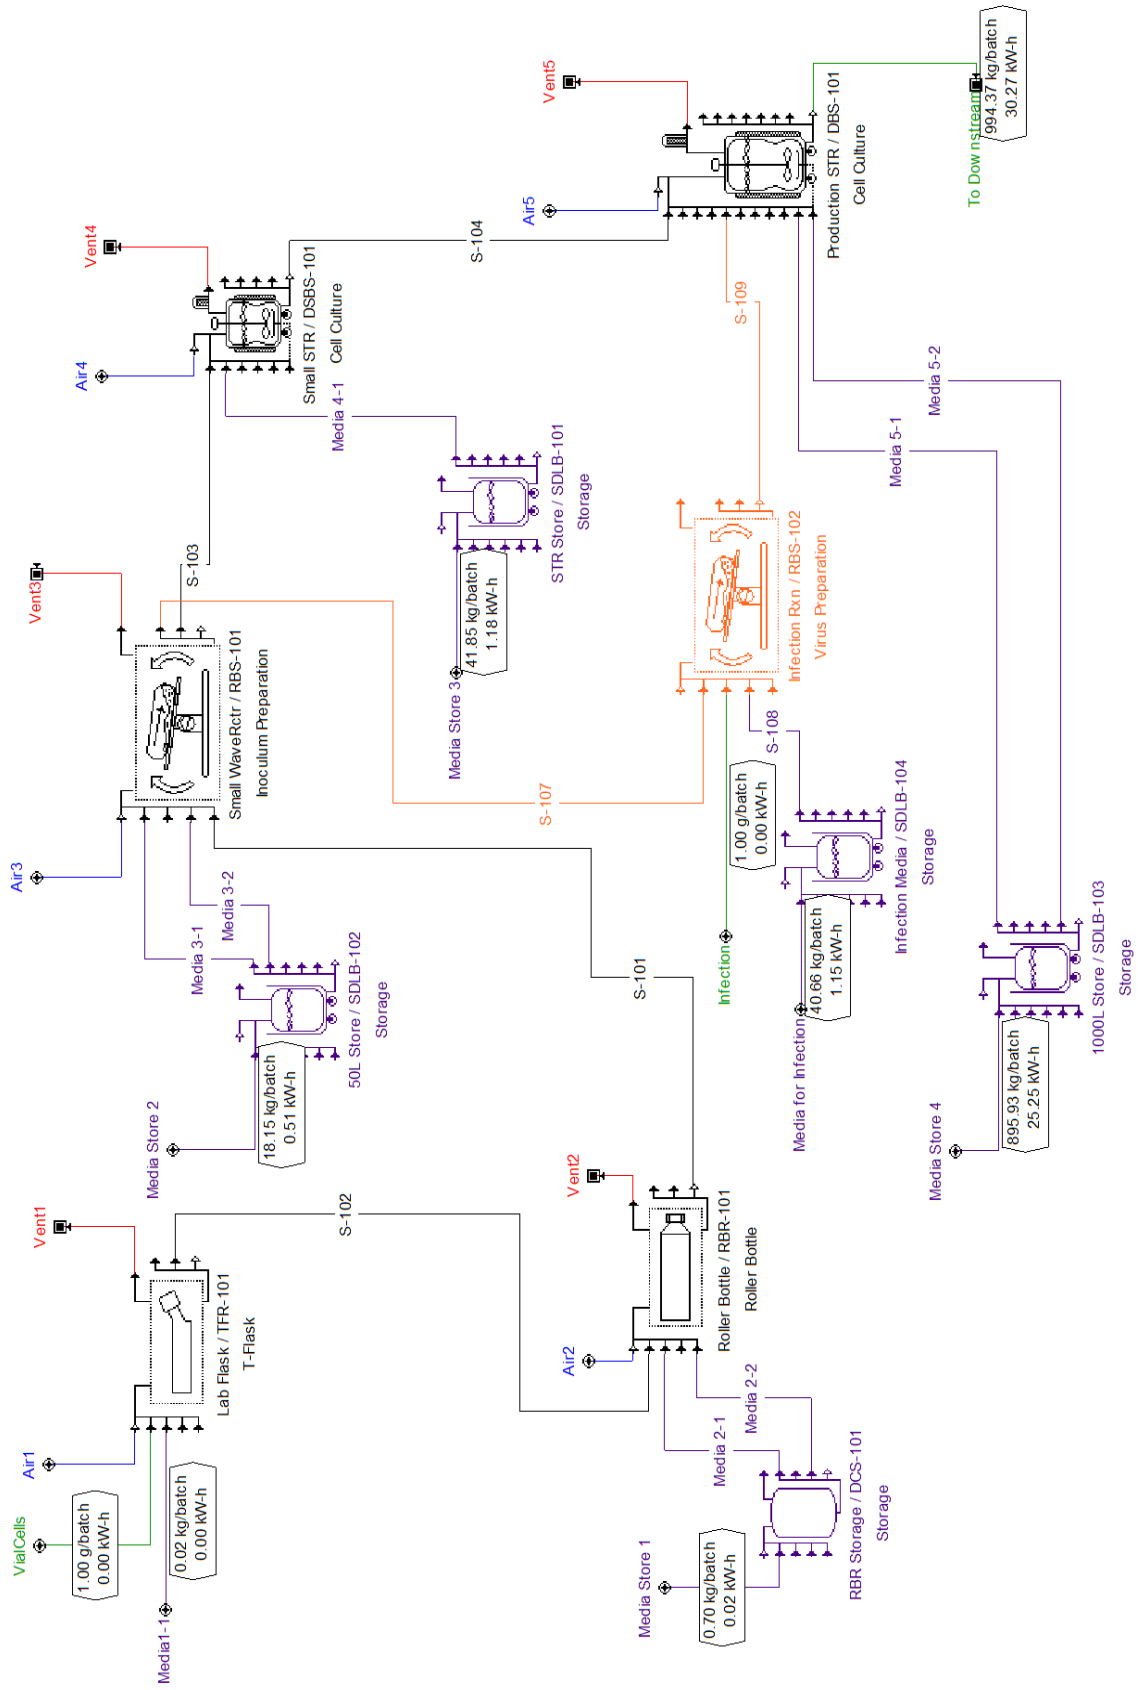 VialCells
1.00 g/batch
0.00 kW-h
Media1-1
0.02 kg/batch
0.00 kW-h
Air1
Lab Flask / TFR-101
T-Flask
Vent1
S-102
Media Store 1
0.70 kg/batch
0.02 kW-h
RBR Storage / DCS-101
Storage
Media 2-1
Media 2-2
Air2
Roller Bottle / RBR-101
Roller Bottle
Vent2
S-101
Media Store 2
18.15 kg/batch
0.51 kW-h
50L Store / SDLB-102
Storage
Media 3-1
Media 3-2
Air3
Small WaveRctr / RBS-101
Inoculum Preparation
Vent3
S-103
S-107
Media Store 3
41.85 kg/batch
1.18 kW-h
STR Store / SDLB-101
Storage
Media 4-1
Air4
Small STR / DSBS-101
Cell Culture
Vent4
S-104
Infection
1.00 g/batch
0.00 kW-h
Media for Infection
40.66 kg/batch
1.15 kW-h
Infection Media / SDLB-104
Storage
S-108
Infection Rxn / RBS-102
Virus Preparation
S-109
Media Store 4
895.93 kg/batch
25.25 kW-h
1000L Store / SDLB-103
Storage
Media 5-1
Media 5-2
Air5
Production STR / DBS-101
Cell Culture
Vent5
To Downstream
994.37 kg/batch
30.27 kW-h